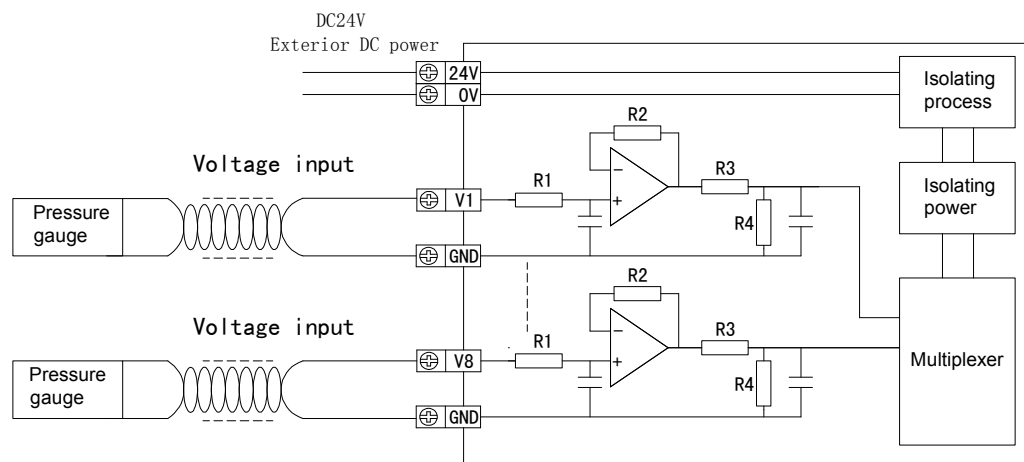 DC24V
Exterior DC power
24V
0V
Isolating
process
Voltage input
R2
R1
R3
V1
Pressure
gauge
Isolating
power
R4
GND
R2
Voltage input
R1
R3
V8
Multiplexer
Pressure
gauge
R4
GND